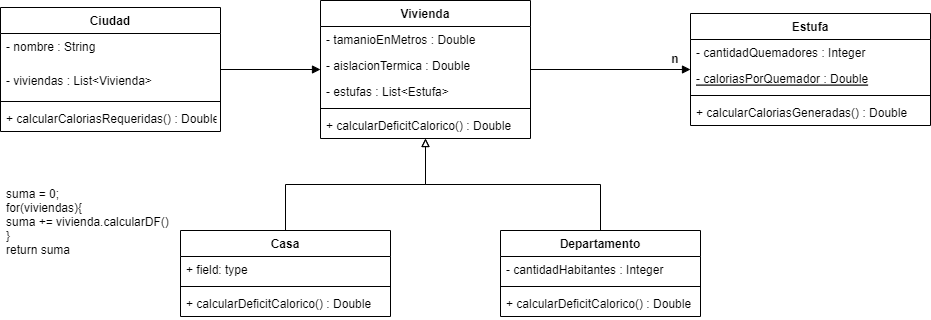 Ciudad
- nombre : String
- viviendas : List<Vivienda>
+ calcularCaloriasRequeridas() : Double
Vivienda
- tamanioEnMetros : Double
- aislacionTermica : Double
- estufas : List<Estufa>
+ calcularDeficitCalorico() : Double
n
Estufa
- cantidadQuemadores : Integer
- caloriasPorQuemador : Double
+ calcularCaloriasGeneradas() : Double
suma = 0;
for(viviendas){
suma += vivienda.calcularDF()
}
return suma
Casa
+ field: type
+ calcularDeficitCalorico() : Double
Departamento
- cantidadHabitantes : Integer
+ calcularDeficitCalorico() : Double